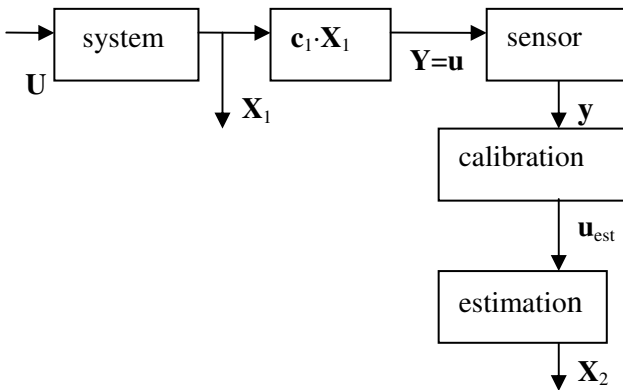 system
c₁·X₁
sensor
U
Y=u
X₁
y
calibration
uₑₛₜ
estimation
X₂